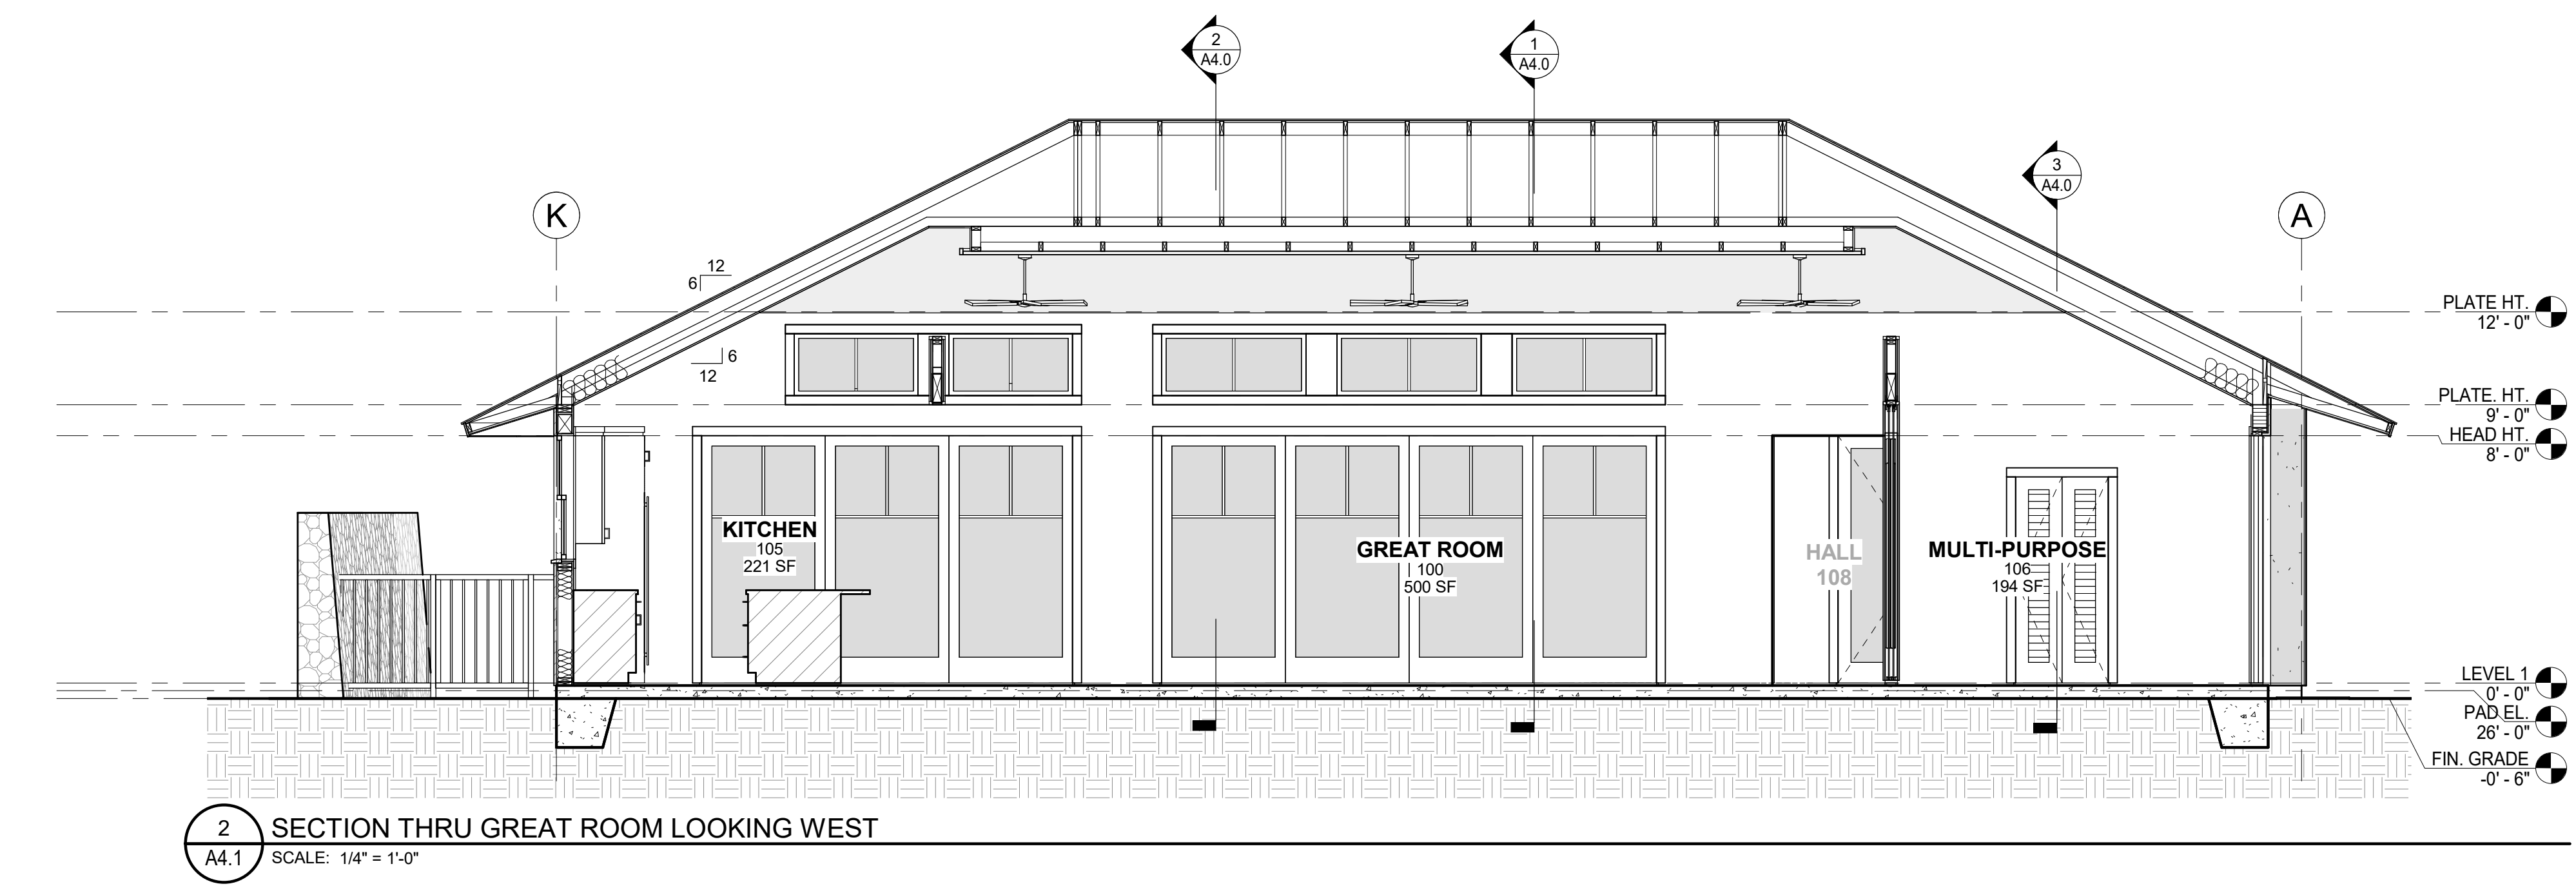 2
A4.0
1
A4.0
3
A4.0
K
A
12
6
6
12
PLATE HT.
12' - 0"
PLATE. HT.
9' - 0"
HEAD HT.
8' - 0"
KITCHEN
105
221 SF
GREAT ROOM
100
500 SF
HALL
108
MULTI-PURPOSE
106
194 SF
LEVEL 1
0' - 0"
PAD EL.
26' - 0"
FIN. GRADE
-0' - 6"
2
A4.1
SECTION THRU GREAT ROOM LOOKING WEST
SCALE: 1/4" = 1'-0"